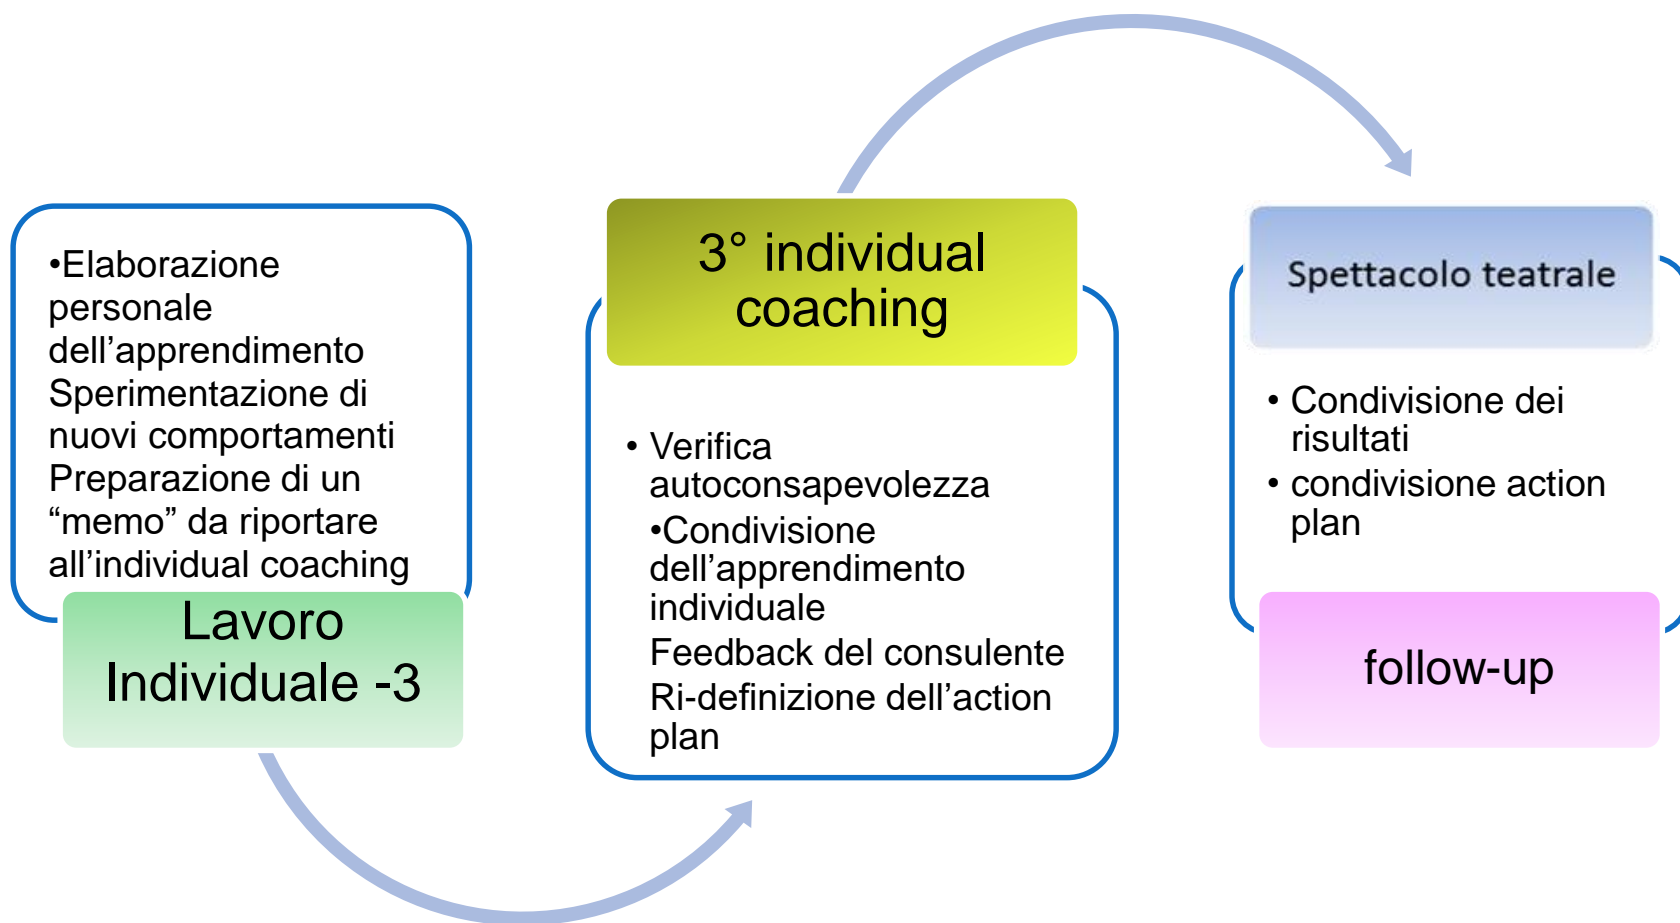 •Elaborazione
personale
dell’apprendimento
Sperimentazione di
nuovi comportamenti
Preparazione di un
“memo” da riportare
all’individual coaching
Lavoro
Individuale -3
3° individual
coaching
• Verifica
autoconsapevolezza
•Condivisione
dell’apprendimento
individuale
Feedback del consulente
Ri-definizione dell’action
plan
Spettacolo teatrale
• Condivisione dei
risultati
• condivisione action
plan
follow-up